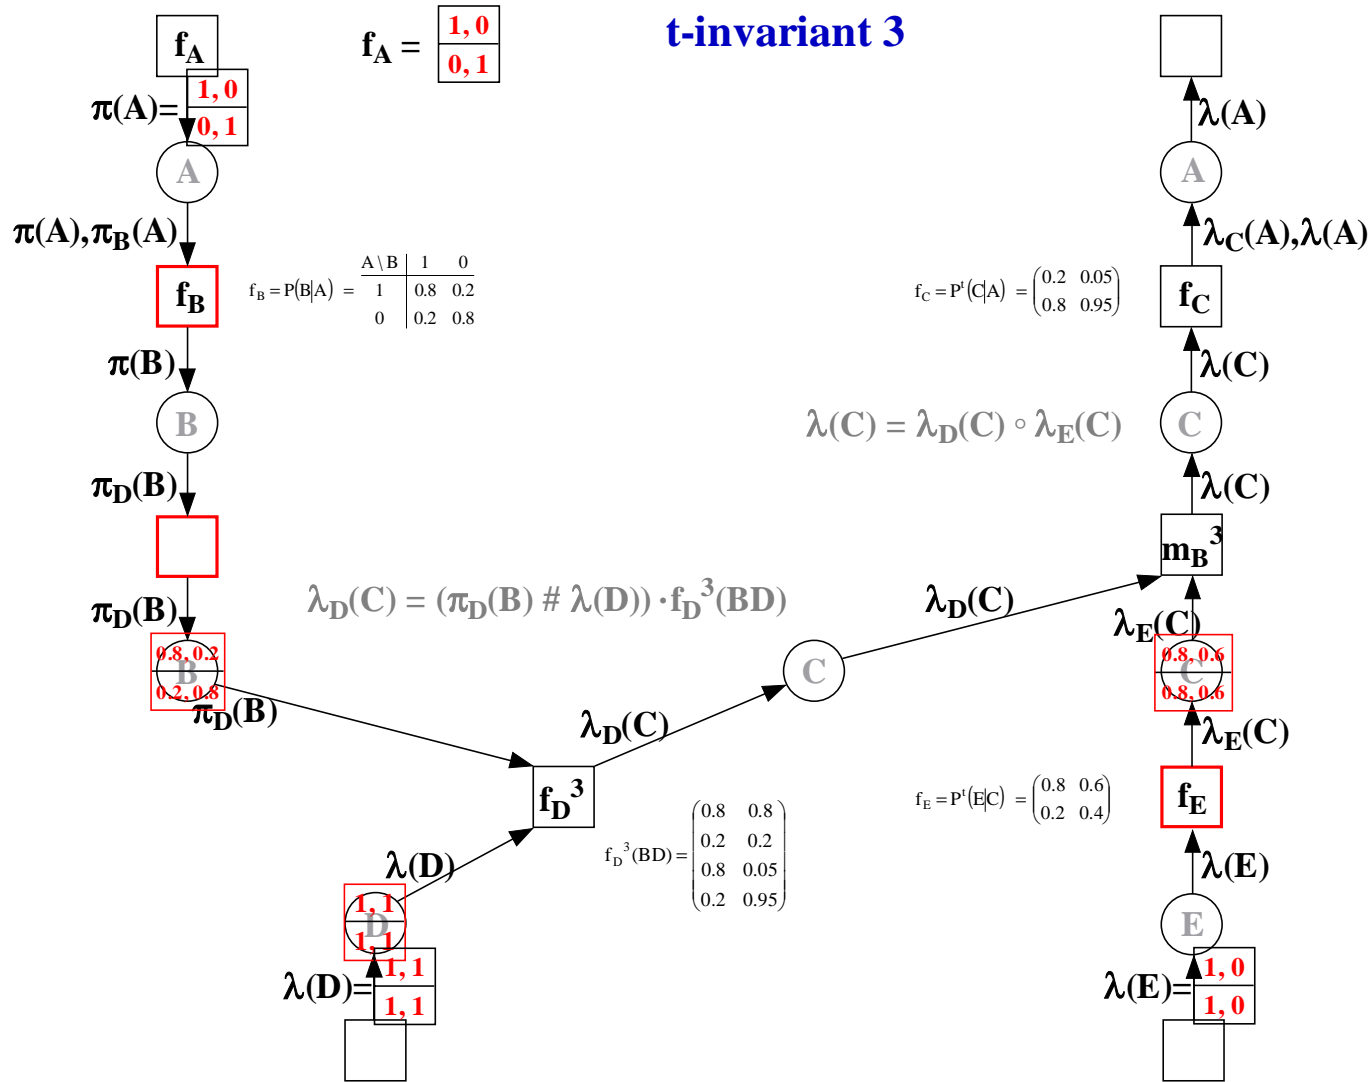 t-invariant 3
f_A
f_A =
1, 0
0, 1
π(A)=
1, 0
0, 1
A
π(A),π_B(A)
f_B
f_B = P(B|A) =
A \ B 1 0
1 0.8 0.2
0 0.2 0.8
π(B)
B
π_D(B)
π_D(B)
B
0.8, 0.2
0.2, 0.8
π_D(B)
λ_D(C) = (π_D(B) # λ(D)) · f_D^3(BD)
f_D^3
f_D^3(BD) =
0.8 0.8
0.2 0.2
0.8 0.05
0.2 0.95
λ(D)
D
1, 1
1, 1
λ(D)=
1, 1
1, 1
λ_D(C)
C
λ_D(C)
λ(A)
A
λ_C(A),λ(A)
f_C = P^t(C|A) =
0.2 0.05
0.8 0.95
f_C
λ(C)
λ(C) = λ_D(C) ∘ λ_E(C)
C
λ(C)
m_B^3
λ_E(C)
C
0.8, 0.6
0.8, 0.6
λ_E(C)
f_E = P^t(E|C) =
0.8 0.6
0.2 0.4
f_E
λ(E)
E
λ(E)=
1, 0
1, 0